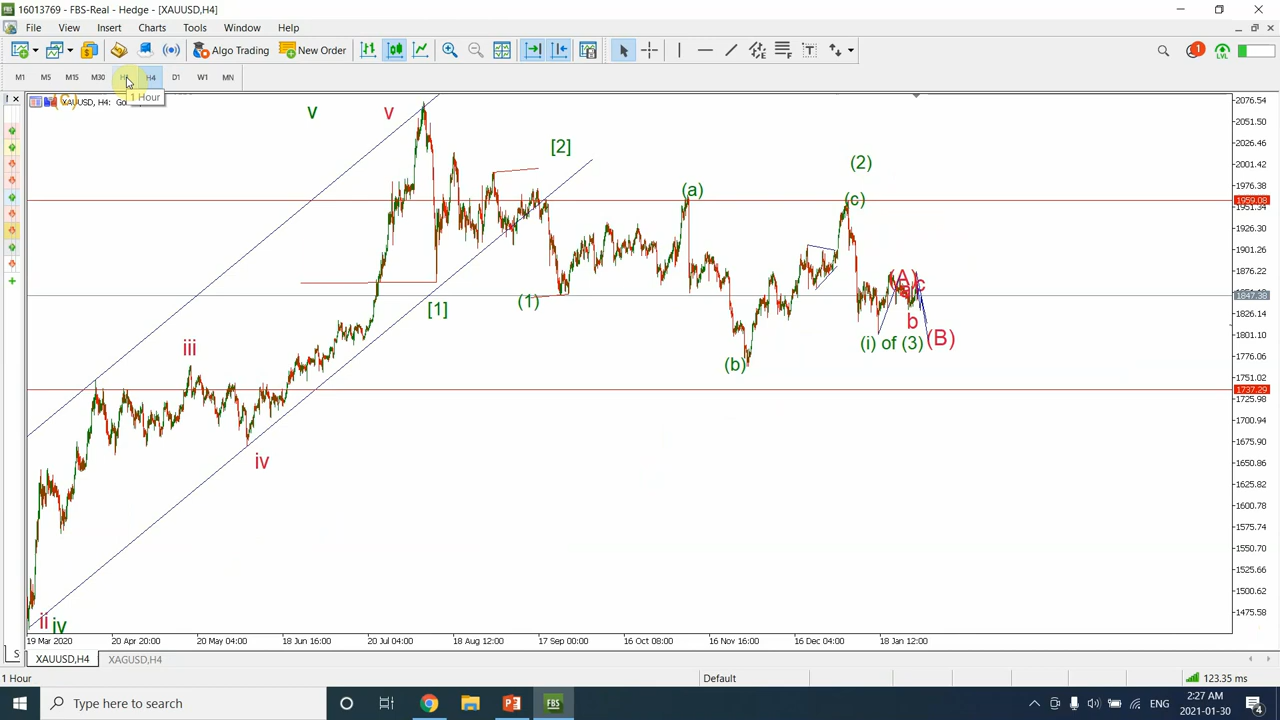 16013769 - FBS-Real - Hedge - [XAUUSD,H4]
File View Insert Charts Tools Window Help
Algo Trading New Order
1
LVL
M1 M5 M15 M30 H1 H4 D1 W1 MN
1 Hour
XAUUSD, H4:
(C)
2076.54
2051.50
2026.46
2001.42
1976.38
1959.08
1951.34
1926.30
1901.26
1876.22
1847.38
1826.14
1801.10
1776.06
1751.02
1737.29
1725.98
1700.94
1675.90
1650.86
1625.82
1600.78
1575.74
1550.70
1525.66
1500.62
1475.58
v
v
[2]
(a)
(2)
(c)
(A)
c
a
[1]
(1)
b
(B)
(i) of (3)
(b)
iii
iv
ii
iv
19 Mar 2020 20 Apr 20:00 20 May 04:00 18 Jun 16:00 20 Jul 04:00 18 Aug 12:00 17 Sep 00:00 16 Oct 08:00 16 Nov 16:00 16 Dec 04:00 18 Jan 12:00
S
XAUUSD,H4 XAGUSD,H4
1 Hour Default 123.35 ms
Type here to search
FBS
2:27 AM
2021-01-30
4